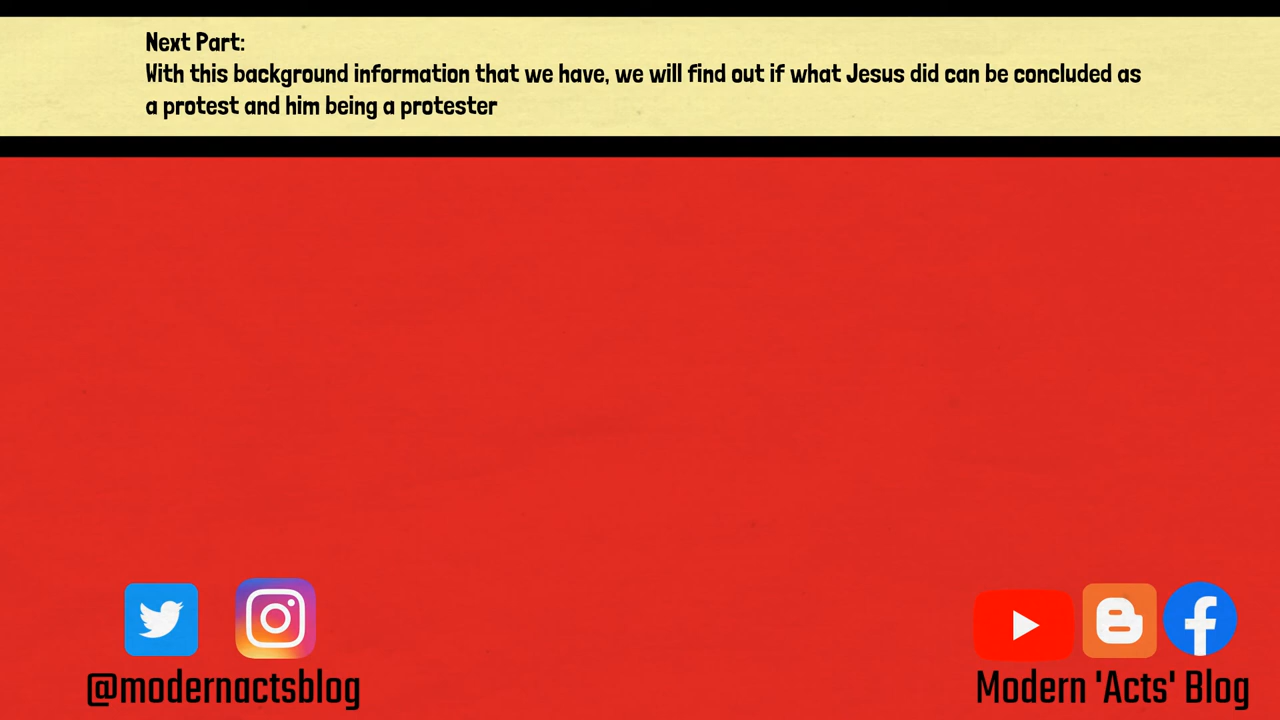 Next Part:
With this background information that we have, we will find out if what Jesus did can be concluded as
a protest and him being a protester
@modernactsblog
Modern 'Acts' Blog